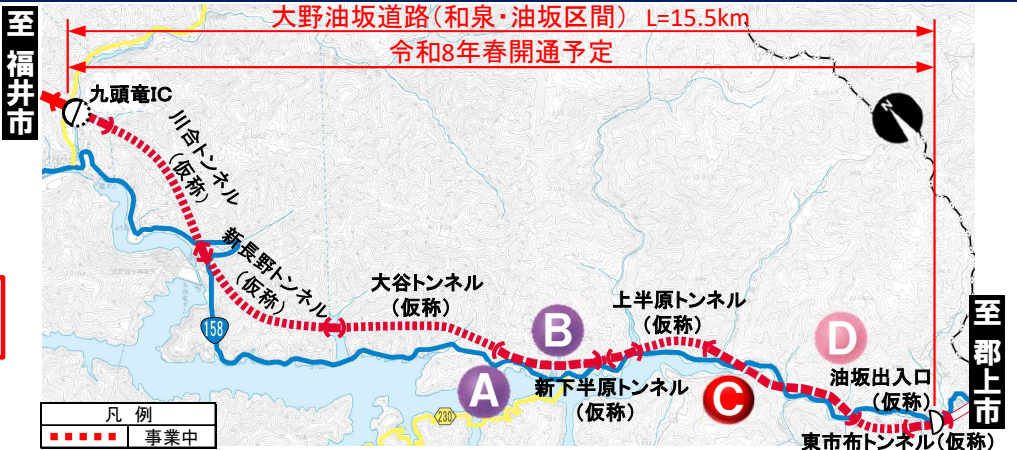 大野油坂道路(和泉・油坂区間) L=15.5km
令和8年春開通予定
至 福井市
九頭竜IC
川合トンネル
(仮称)
新長野トンネル
(仮称)
大谷トンネル
(仮称)
上半原トンネル
(仮称)
新下半原トンネル
(仮称)
油坂出入口
(仮称)
東市布トンネル(仮称)
至 郡上市
A
B
C
D
N
158
230
凡 例
事業中